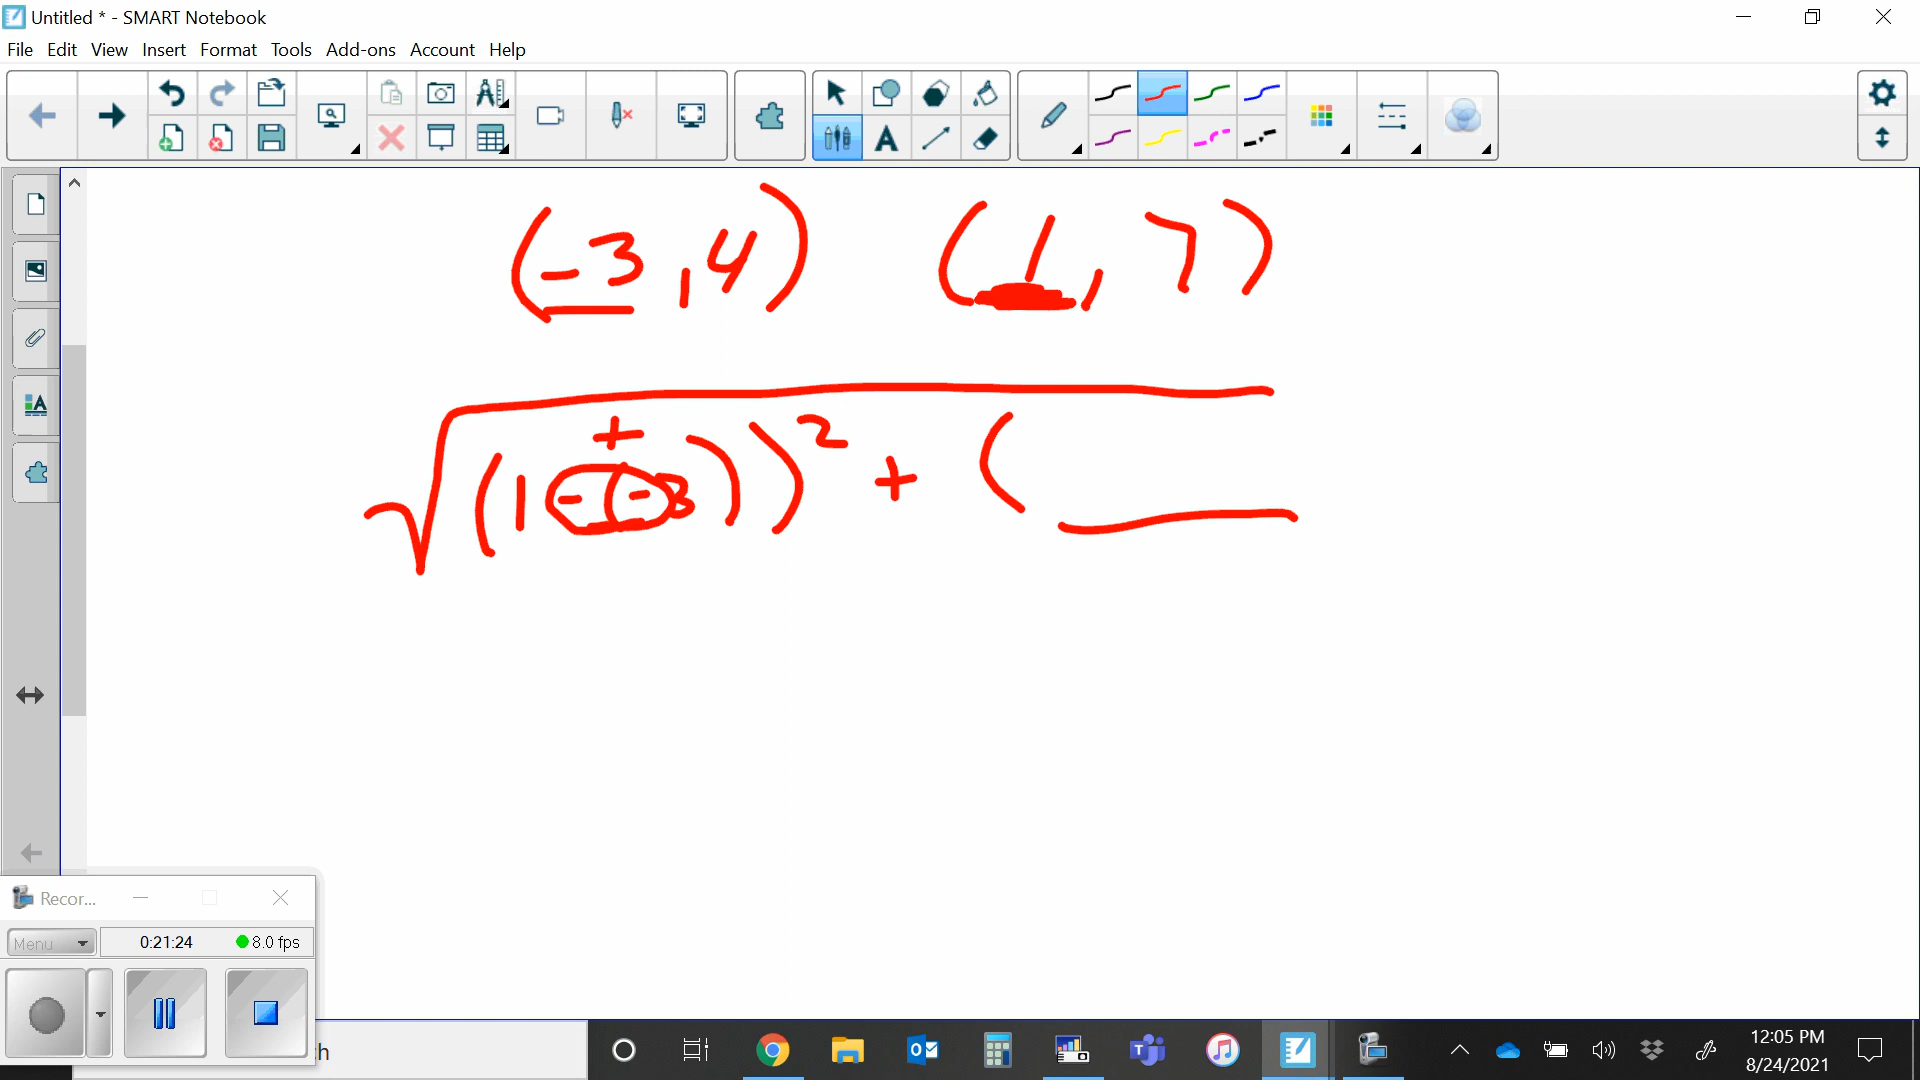 Untitled * - SMART Notebook
File Edit View Insert Format Tools Add-ons Account Help
(-3,4) (1,7)
√((1-(-3))² + (
+
Recor...
Menu 0:21:24 8.0 fps
h
12:05 PM
8/24/2021